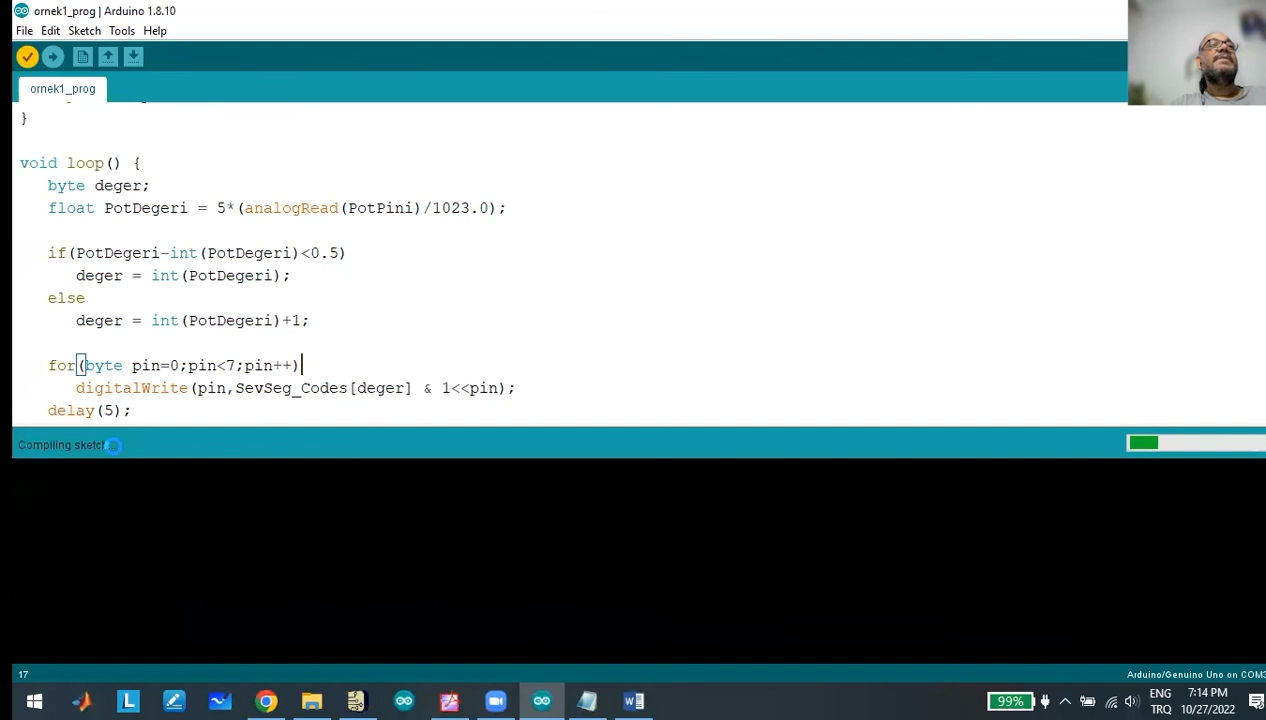 ornek1_prog | Arduino 1.8.10
File Edit Sketch Tools Help
ornek1_prog
}
void loop() {
byte deger;
float PotDegeri = 5*(analogRead(PotPini)/1023.0);
if(PotDegeri-int(PotDegeri)<0.5)
deger = int(PotDegeri);
else
deger = int(PotDegeri)+1;
for(byte pin=0;pin<7;pin++)
digitalWrite(pin,SevSeg_Codes[deger] & 1<<pin);
delay(5);
Compiling sketch
17
Arduino/Genuino Uno on COM3
99%
ENG
TRQ
7:14 PM
10/27/2022